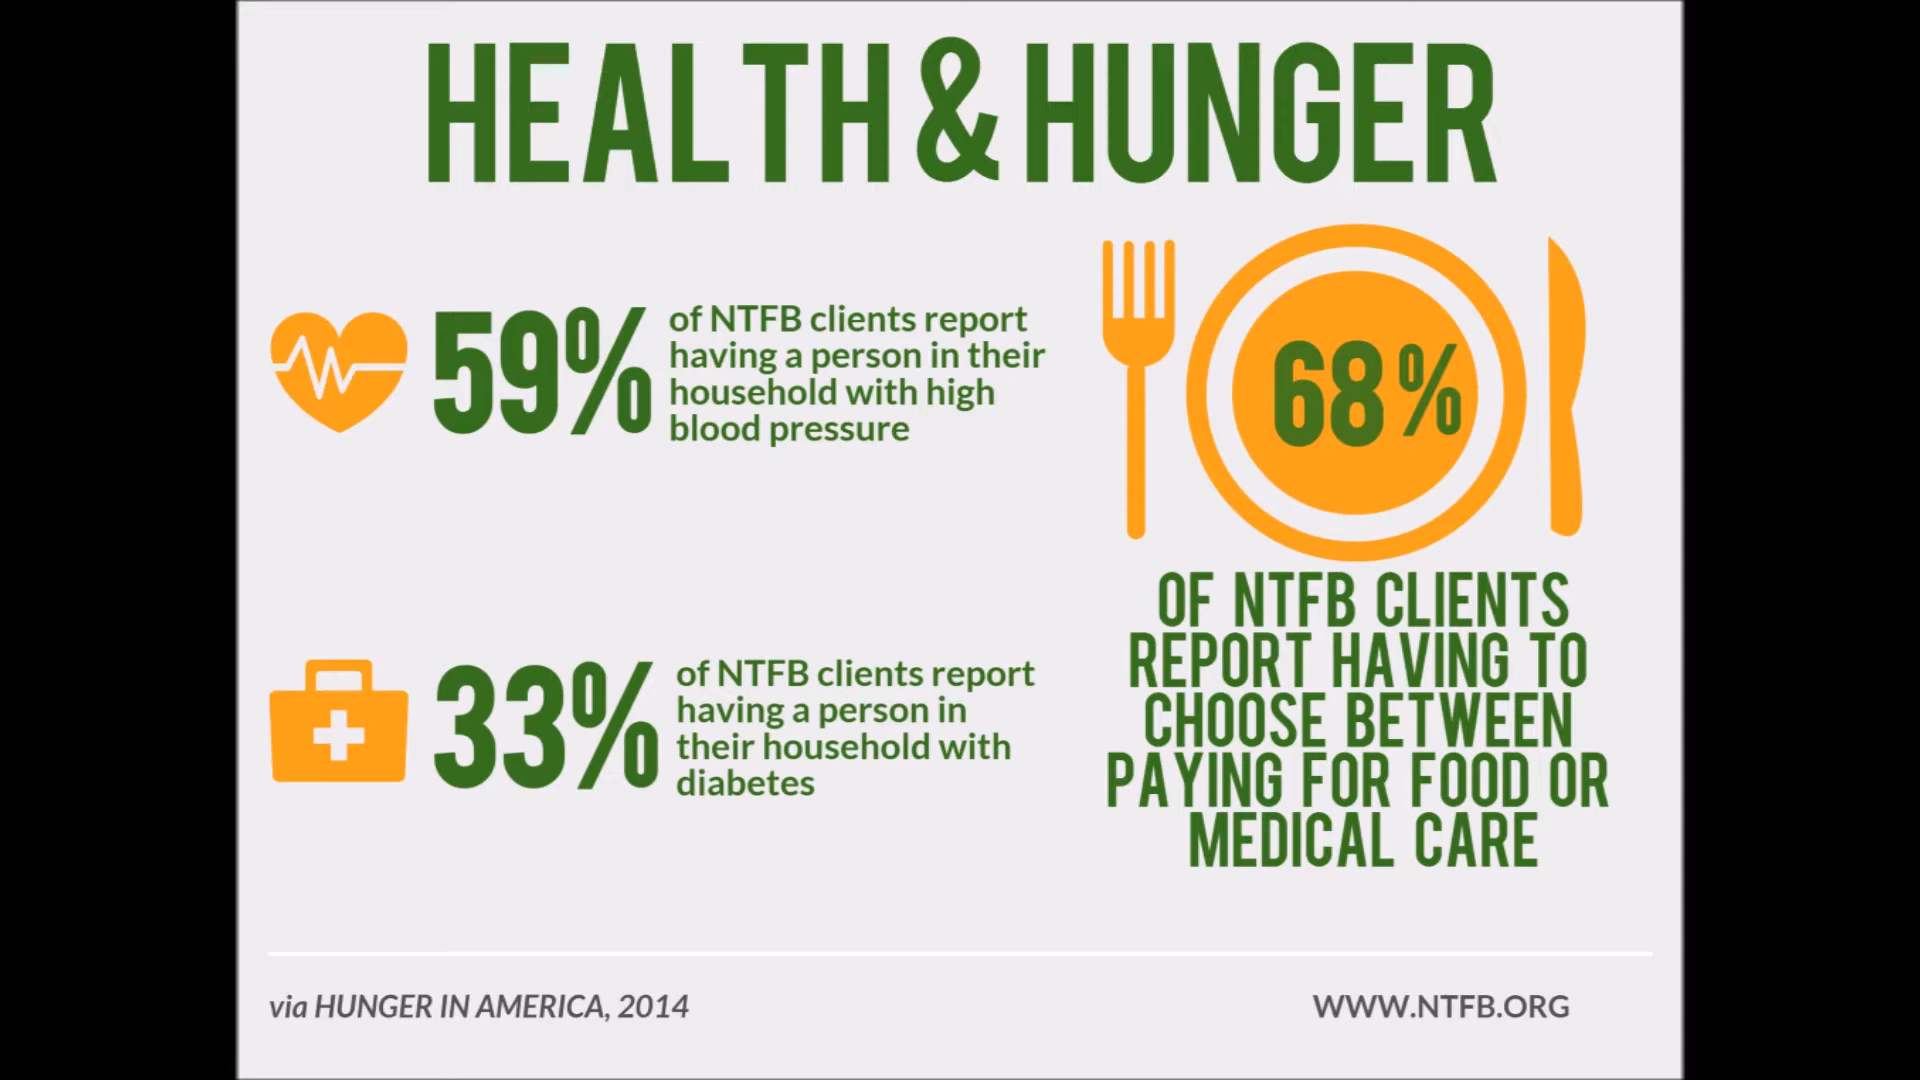 HEALTH & HUNGER
59%
of NTFB clients report
having a person in their
household with high
blood pressure
33%
of NTFB clients report
having a person in
their household with
diabetes
68%
OF NTFB CLIENTS
REPORT HAVING TO
CHOOSE BETWEEN
PAYING FOR FOOD OR
MEDICAL CARE
via HUNGER IN AMERICA, 2014
WWW.NTFB.ORG